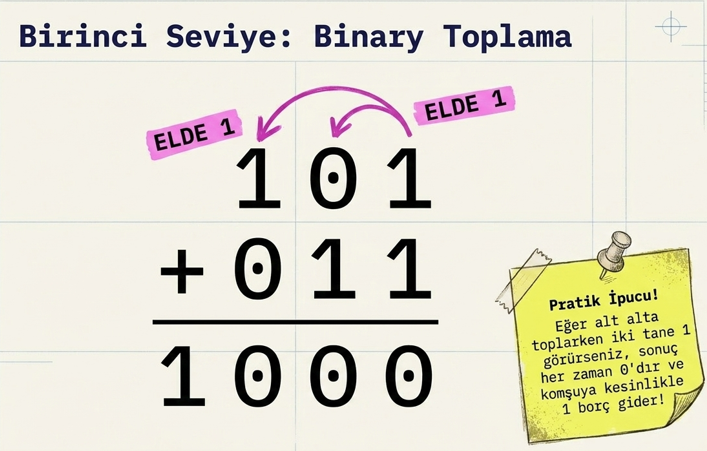 Birinci Seviye: Binary Toplama
ELDE 1
ELDE 1
101
+ 011
1000
Pratik İpucu!
Eğer alt alta
toplarken iki tane 1
görürseniz, sonuç
her zaman 0'dır ve
komşuya kesinlikle
1 borç gider!